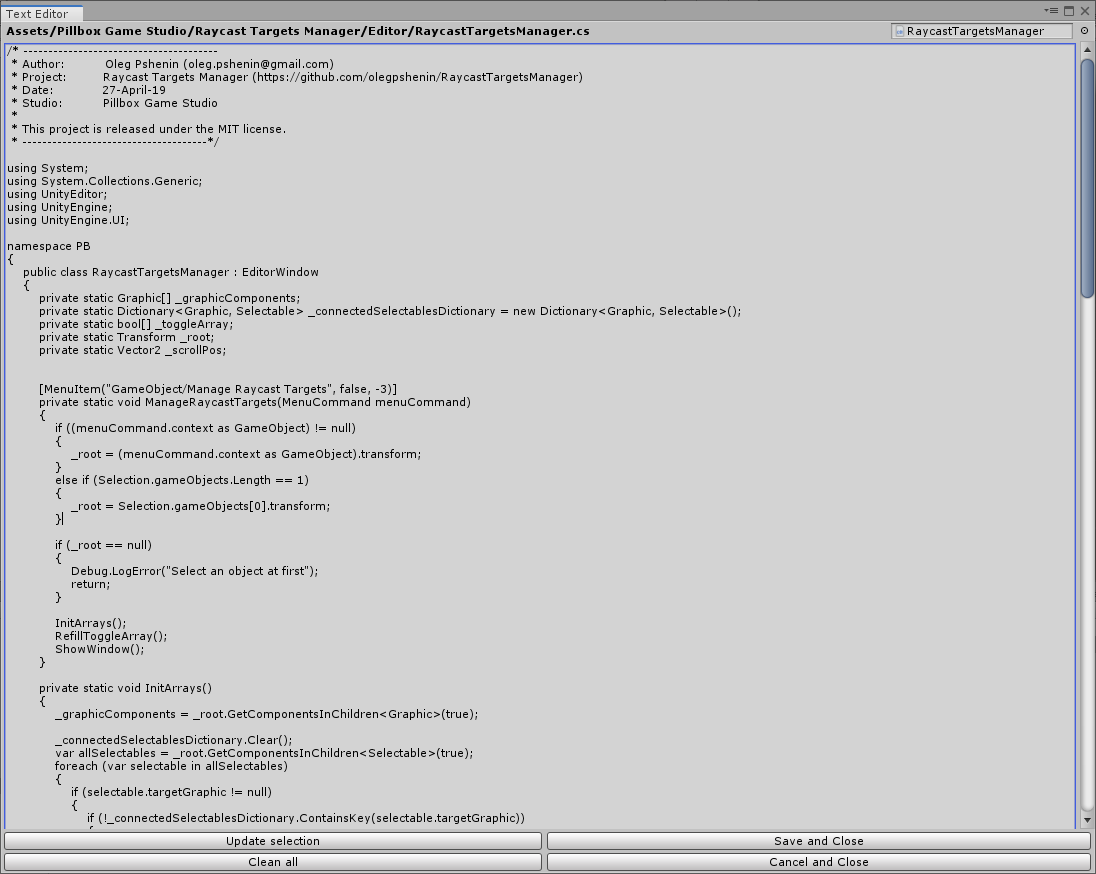 Text Editor
Assets/Pillbox Game Studio/Raycast Targets Manager/Editor/RaycastTargetsManager.cs
RaycastTargetsManager
/* ---------------------------------------
* Author: Oleg Pshenin (oleg.pshenin@gmail.com)
* Project: Raycast Targets Manager (https://github.com/olegpshenin/RaycastTargetsManager)
* Date: 27-April-19
* Studio: Pillbox Game Studio
*
* This project is released under the MIT license.
* -------------------------------------*/

using System;
using System.Collections.Generic;
using UnityEditor;
using UnityEngine;
using UnityEngine.UI;

namespace PB
{
    public class RaycastTargetsManager : EditorWindow
    {
        private static Graphic[] _graphicComponents;
        private static Dictionary<Graphic, Selectable> _connectedSelectablesDictionary = new Dictionary<Graphic, Selectable>();
        private static bool[] _toggleArray;
        private static Transform _root;
        private static Vector2 _scrollPos;


        [MenuItem("GameObject/Manage Raycast Targets", false, -3)]
        private static void ManageRaycastTargets(MenuCommand menuCommand)
        {
            if ((menuCommand.context as GameObject) != null)
            {
                _root = (menuCommand.context as GameObject).transform;
            }
            else if (Selection.gameObjects.Length == 1)
            {
                _root = Selection.gameObjects[0].transform;
            }

            if (_root == null)
            {
                Debug.LogError("Select an object at first");
                return;
            }

            InitArrays();
            RefillToggleArray();
            ShowWindow();
        }

        private static void InitArrays()
        {
            _graphicComponents = _root.GetComponentsInChildren<Graphic>(true);

            _connectedSelectablesDictionary.Clear();
            var allSelectables = _root.GetComponentsInChildren<Selectable>(true);
            foreach (var selectable in allSelectables)
            {
                if (selectable.targetGraphic != null)
                {
                    if (!_connectedSelectablesDictionary.ContainsKey(selectable.targetGraphic))
                    {
Update selection
Save and Close
Clean all
Cancel and Close